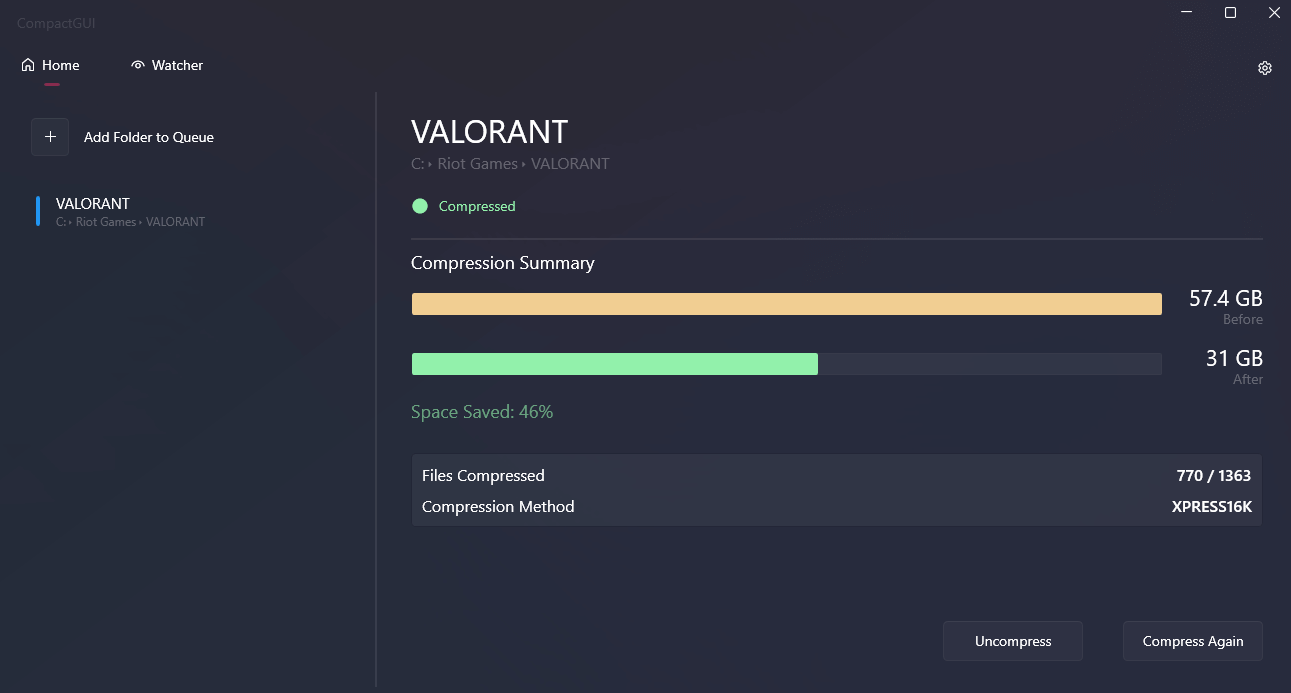 CompactGUI
Home
Watcher
Add Folder to Queue
VALORANT
C: ‣ Riot Games ‣ VALORANT
VALORANT
C: ‣ Riot Games ‣ VALORANT
Compressed
Compression Summary
57.4 GB
Before
31 GB
After
Space Saved: 46%
Files Compressed 770 / 1363
Compression Method XPRESS16K
Uncompress
Compress Again